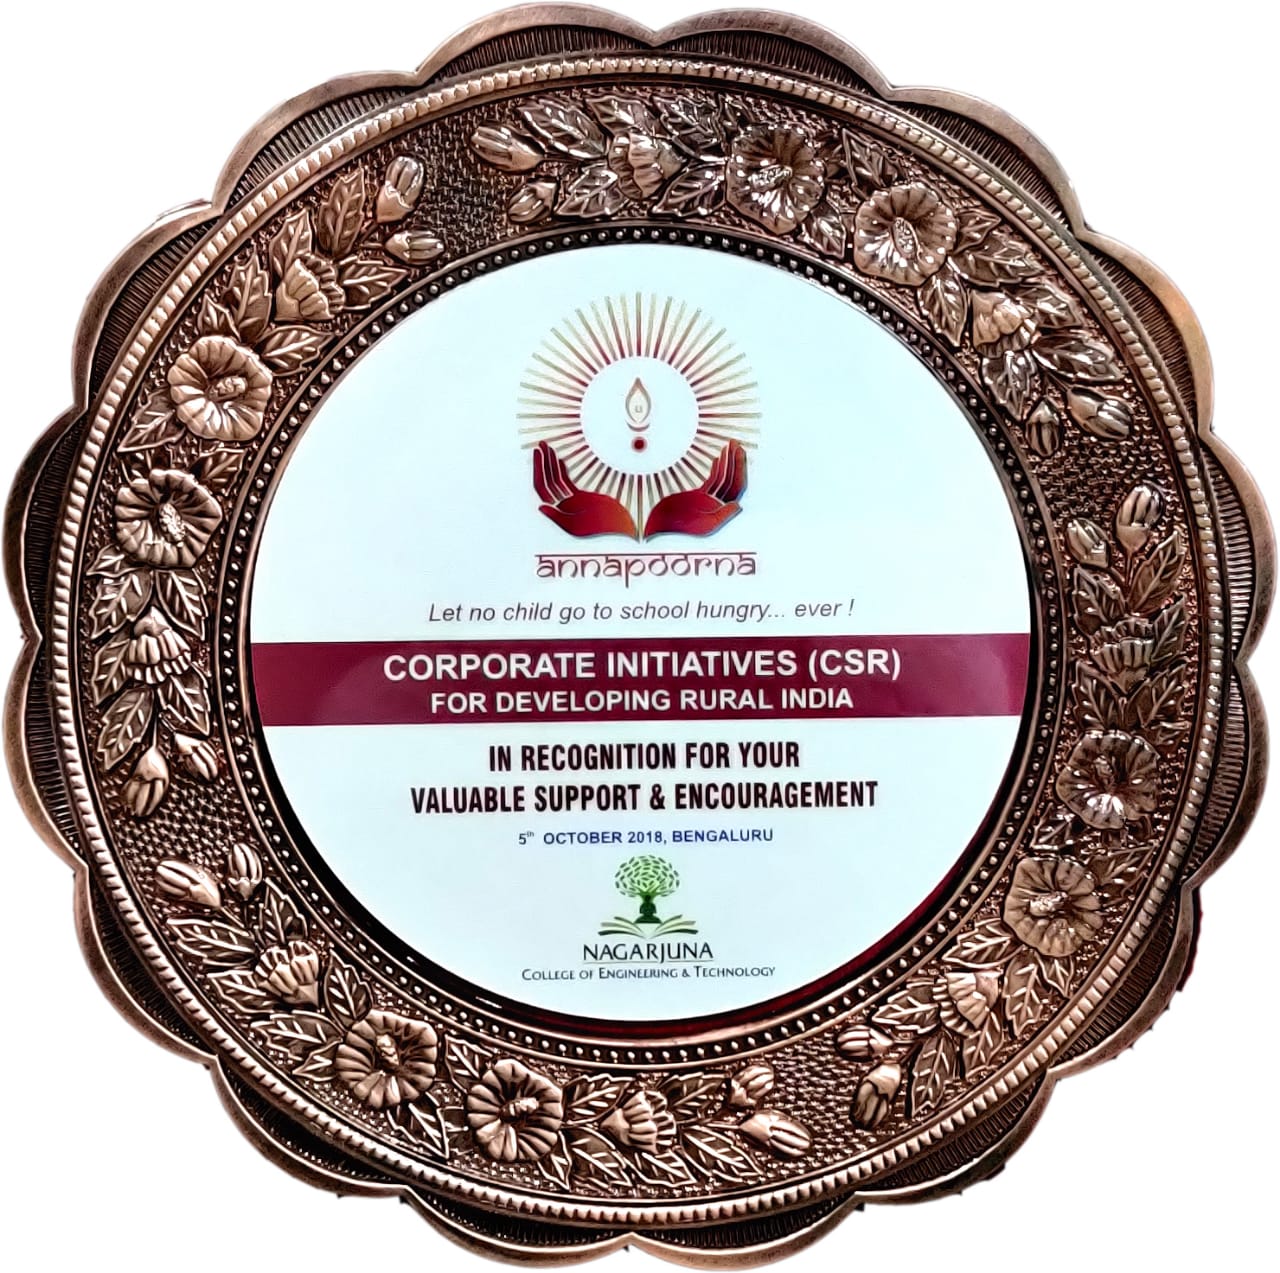 annapoorna
Let no child go to school hungry... ever !
CORPORATE INITIATIVES (CSR)
FOR DEVELOPING RURAL INDIA
IN RECOGNITION FOR YOUR
VALUABLE SUPPORT & ENCOURAGEMENT
5th OCTOBER 2018, BENGALURU
NAGARJUNA
COLLEGE OF ENGINEERING & TECHNOLOGY